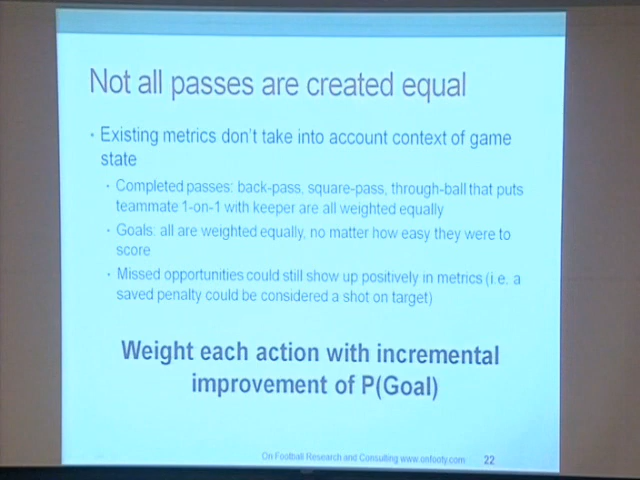 Not all passes are created equal
• Existing metrics don't take into account context of game
state
• Completed passes: back-pass, square-pass, through-ball that puts
teammate 1-on-1 with keeper are all weighted equally
• Goals: all are weighted equally, no matter how easy they were to
score
• Missed opportunities could still show up positively in metrics (i.e. a
saved penalty could be considered a shot on target)
Weight each action with incremental
improvement of P(Goal)
On Football Research and Consulting www.onfooty.com 22